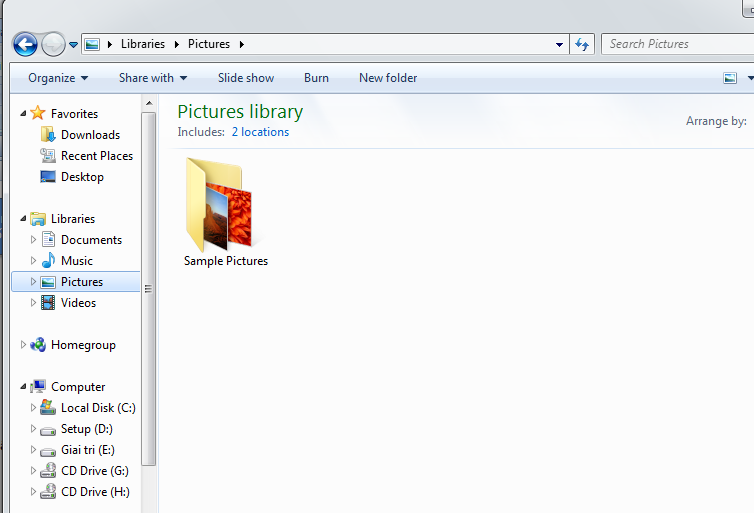 Libraries Pictures
Search Pictures
Organize Share with Slide show Burn New folder
Favorites
Downloads
Recent Places
Desktop
Libraries
Documents
Music
Pictures
Videos
Homegroup
Computer
Local Disk (C:)
Setup (D:)
Giai tri (E:)
CD Drive (G:)
CD Drive (H:)
Pictures library
Includes: 2 locations
Arrange by:
Sample Pictures